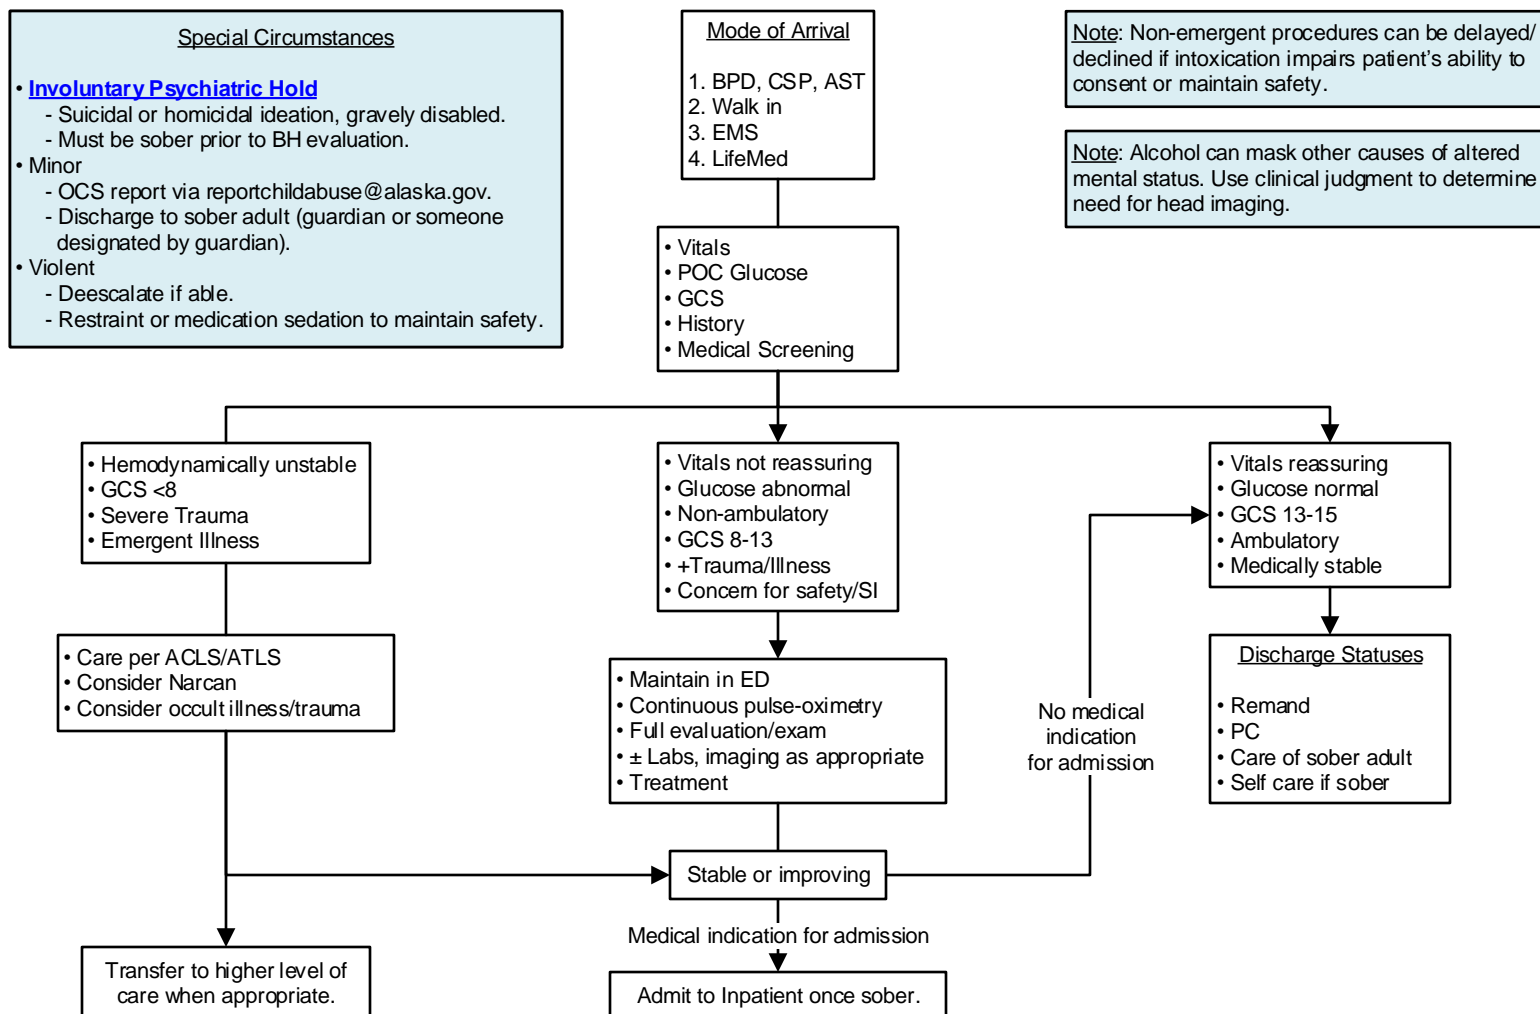 Special Circumstances
• Involuntary Psychiatric Hold
- Suicidal or homicidal ideation, gravely disabled.
- Must be sober prior to BH evaluation.
• Minor
- OCS report via reportchildabuse@alaska.gov.
- Discharge to sober adult (guardian or someone
designated by guardian).
• Violent
- Deescalate if able.
- Restraint or medication sedation to maintain safety.
Mode of Arrival
1. BPD, CSP, AST
2. Walk in
3. EMS
4. LifeMed
Note: Non-emergent procedures can be delayed/
declined if intoxication impairs patient’s ability to
consent or maintain safety.
Note: Alcohol can mask other causes of altered
mental status. Use clinical judgment to determine
need for head imaging.
• Vitals
• POC Glucose
• GCS
• History
• Medical Screening
• Hemodynamically unstable
• GCS <8
• Severe Trauma
• Emergent Illness
• Vitals not reassuring
• Glucose abnormal
• Non-ambulatory
• GCS 8-13
• +Trauma/Illness
• Concern for safety/SI
• Vitals reassuring
• Glucose normal
• GCS 13-15
• Ambulatory
• Medically stable
• Care per ACLS/ATLS
• Consider Narcan
• Consider occult illness/trauma
• Maintain in ED
• Continuous pulse-oximetry
• Full evaluation/exam
• ± Labs, imaging as appropriate
• Treatment
No medical
indication
for admission
Discharge Statuses
• Remand
• PC
• Care of sober adult
• Self care if sober
Stable or improving
Medical indication for admission
Transfer to higher level of
care when appropriate.
Admit to Inpatient once sober.